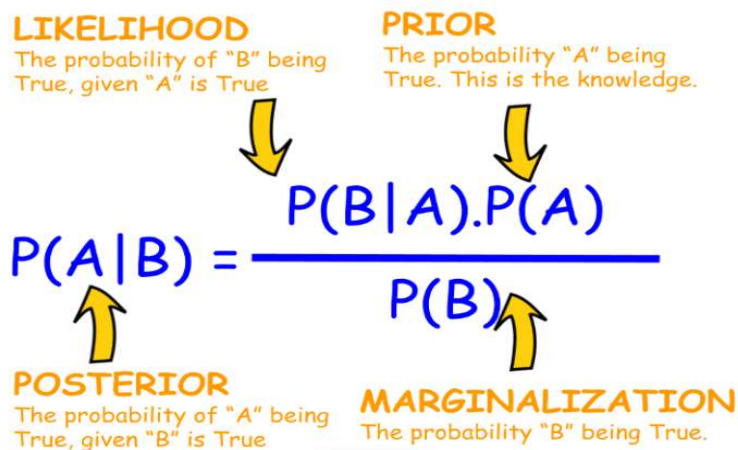 LIKELIHOOD
The probability of “B” being
True, given “A” is True
PRIOR
The probability “A” being
True. This is the knowledge.
P(B|A).P(A)
P(A|B) =
P(B)
POSTERIOR
The probability of “A” being
True, given “B” is True
MARGINALIZATION
The probability “B” being True.